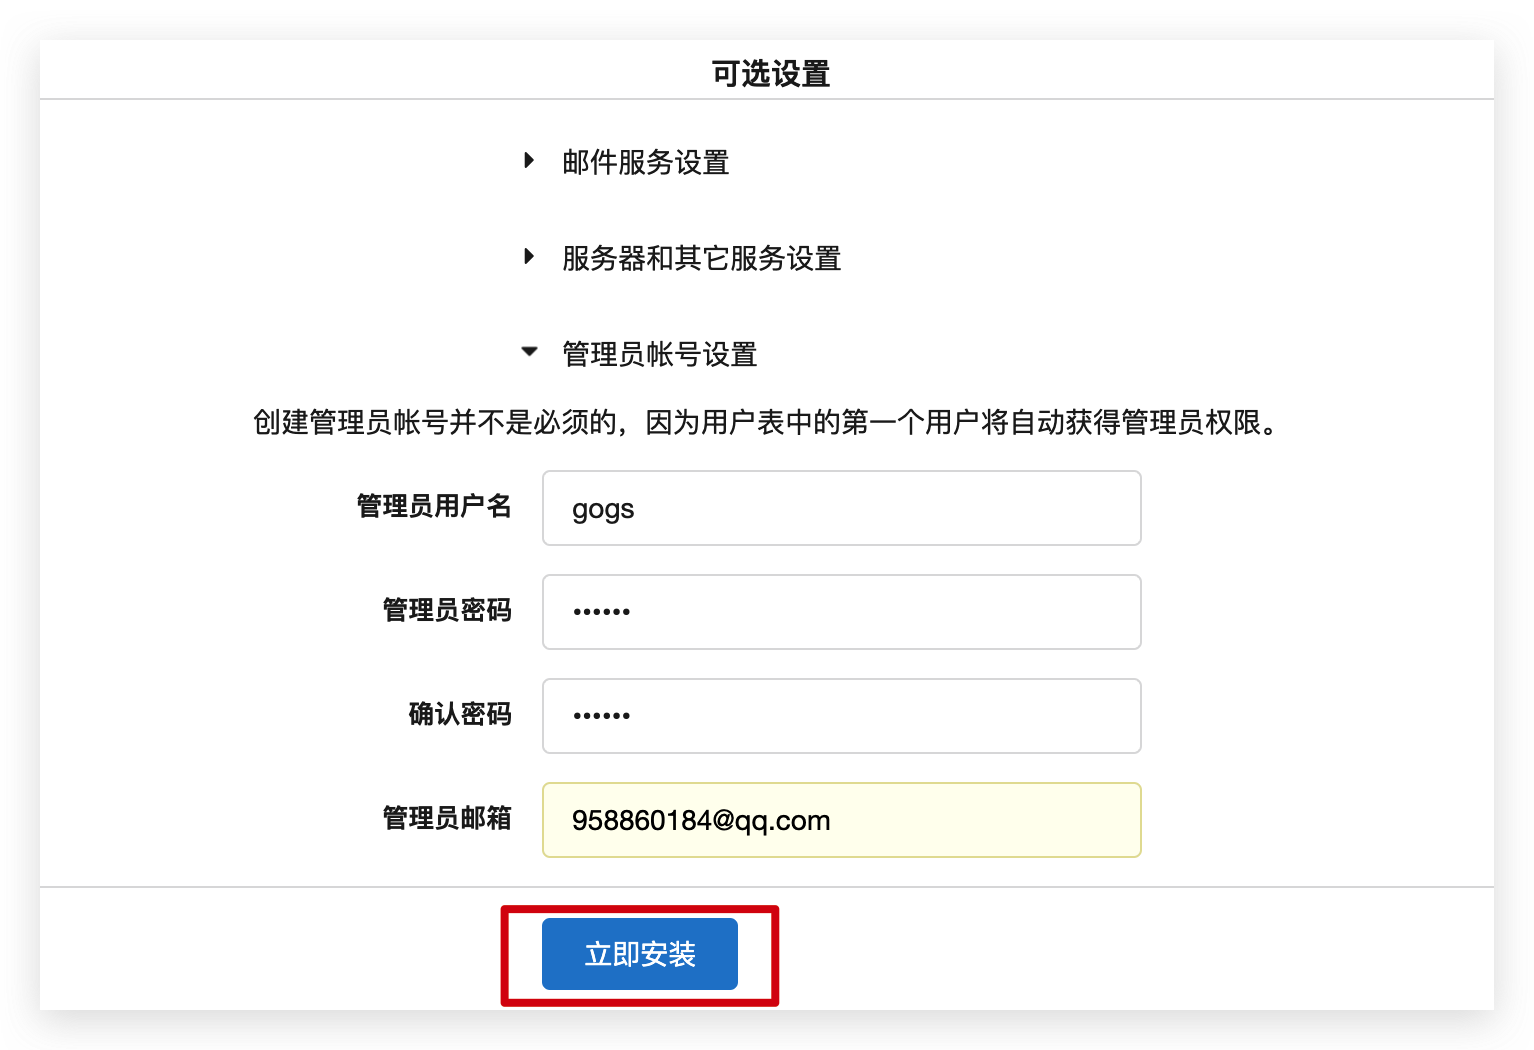 可选设置
邮件服务设置
服务器和其它服务设置
管理员帐号设置
创建管理员帐号并不是必须的，因为用户表中的第一个用户将自动获得管理员权限。
管理员用户名 gogs
管理员密码 ••••••
确认密码 ••••••
管理员邮箱 958860184@qq.com
立即安装